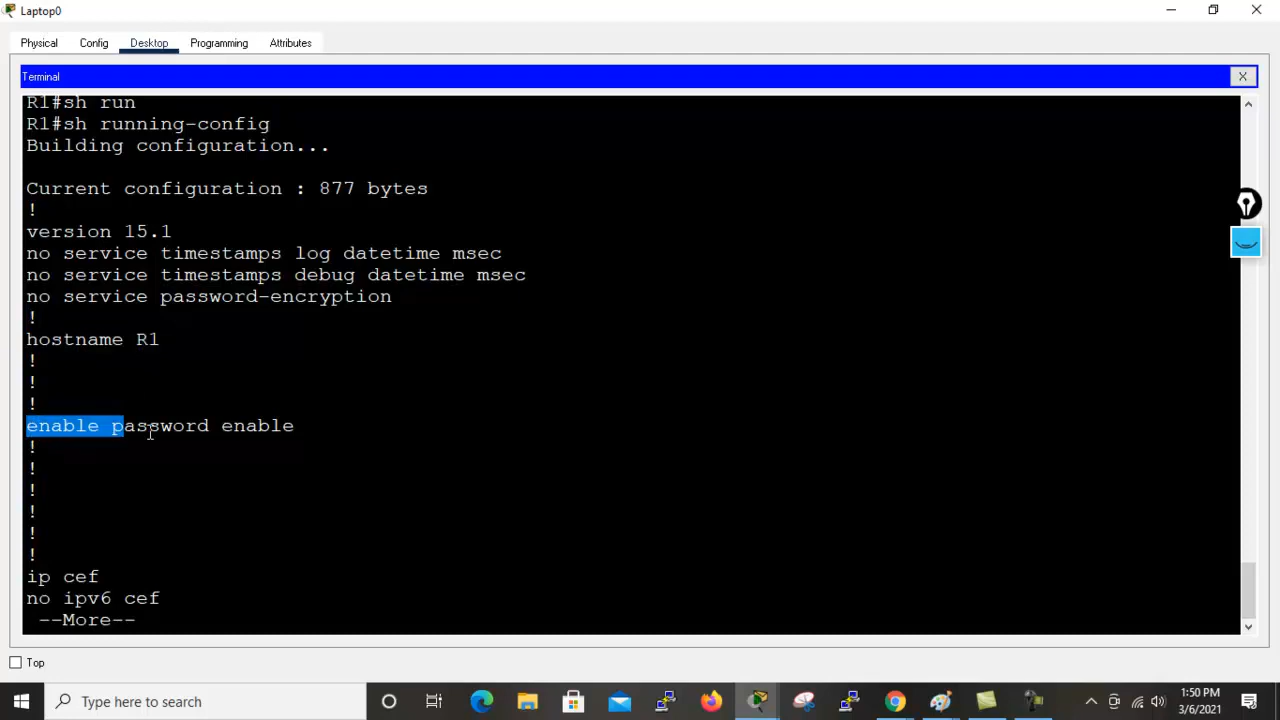 Laptop0
Physical Config Desktop Programming Attributes
Terminal X
R1#sh run
R1#sh running-config
Building configuration...
Current configuration : 877 bytes
!
version 15.1
no service timestamps log datetime msec
no service timestamps debug datetime msec
no service password-encryption
!
hostname R1
!
!
!
enable password enable
!
!
!
!
!
!
ip cef
no ipv6 cef
--More--
Top
Type here to search
1:50 PM
3/6/2021